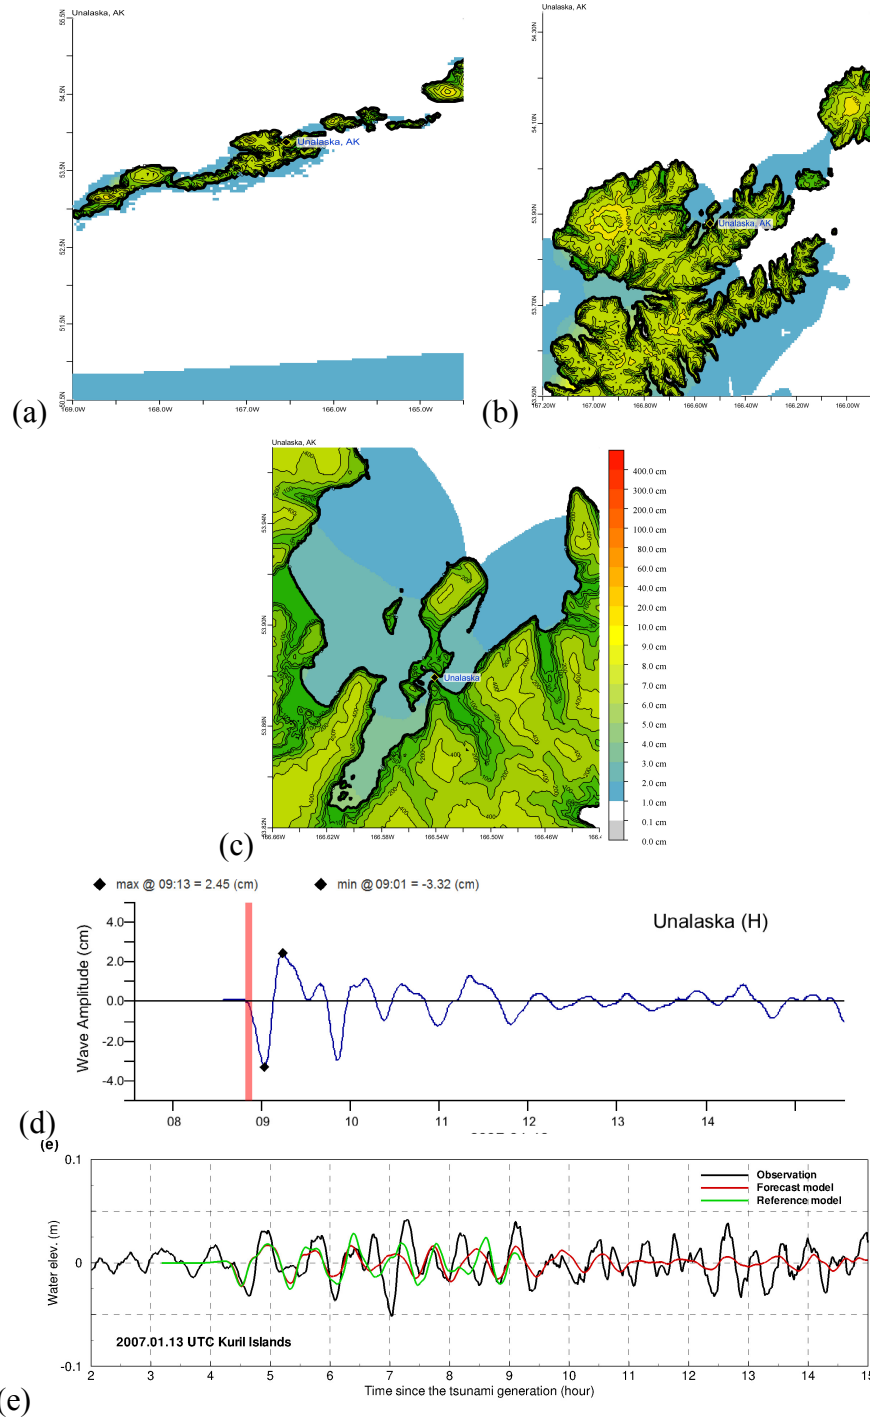 Unalaska, AK
55.5N
54.5N
53.5N
52.5N
51.5N
50.5N
Unalaska, AK
169.0W 168.0W 167.0W 166.0W 165.0W
(a)
Unalaska, AK
54.30N
54.10N
53.90N
53.70N
53.50N
Unalaska, AK
167.20W 167.00W 166.80W 166.60W 166.40W 166.20W 166.00W
(b)
Unalaska, AK
53.94N
53.90N
53.86N
53.82N
Unalaska
166.66W 166.62W 166.58W 166.54W 166.50W 166.46W
(c)
400.0 cm
300.0 cm
200.0 cm
100.0 cm
80.0 cm
60.0 cm
40.0 cm
20.0 cm
10.0 cm
9.0 cm
8.0 cm
7.0 cm
6.0 cm
5.0 cm
4.0 cm
3.0 cm
2.0 cm
1.0 cm
0.1 cm
0.0 cm
max @ 09:13 = 2.45 (cm) min @ 09:01 = -3.32 (cm)
Unalaska (H)
Wave Amplitude (cm)
4.0
2.0
0.0
-2.0
-4.0
08 09 10 11 12 13 14
(d)
(e)
0.1
0
-0.1
Water elev. (m)
Observation
Forecast model
Reference model
2007.01.13 UTC Kuril Islands
2 3 4 5 6 7 8 9 10 11 12 13 14 15
Time since the tsunami generation (hour)
(e)